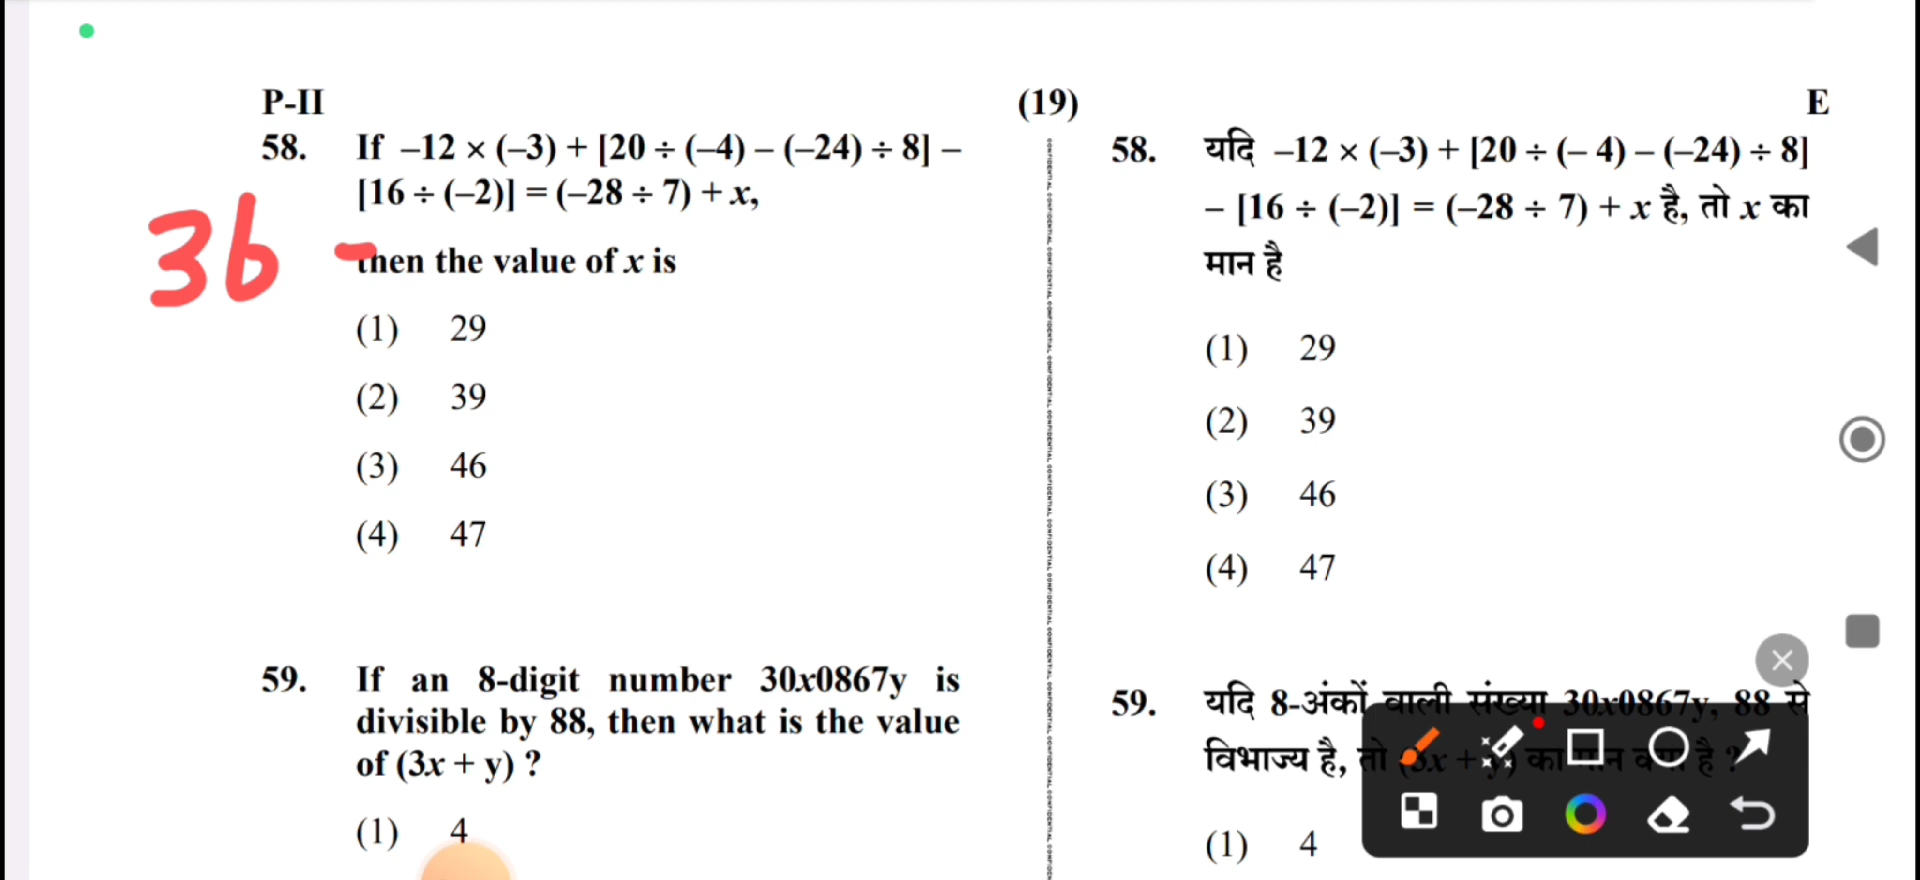 P-II
(19)
E
58. If –12 × (–3) + [20 ÷ (–4) – (–24) ÷ 8] –
[16 ÷ (–2)] = (–28 ÷ 7) + x,
then the value of x is
36 –
(1) 29
(2) 39
(3) 46
(4) 47
59. If an 8-digit number 30x0867y is
divisible by 88, then what is the value
of (3x + y) ?
(1) 4
58. यदि –12 × (–3) + [20 ÷ (– 4) – (–24) ÷ 8]
– [16 ÷ (–2)] = (–28 ÷ 7) + x है, तो x का
मान है
(1) 29
(2) 39
(3) 46
(4) 47
59. यदि 8-अंकों वाली संख्या 30x0867y, 88 से
विभाज्य है, तो (3x + y) का मान क्या है ?
(1) 4